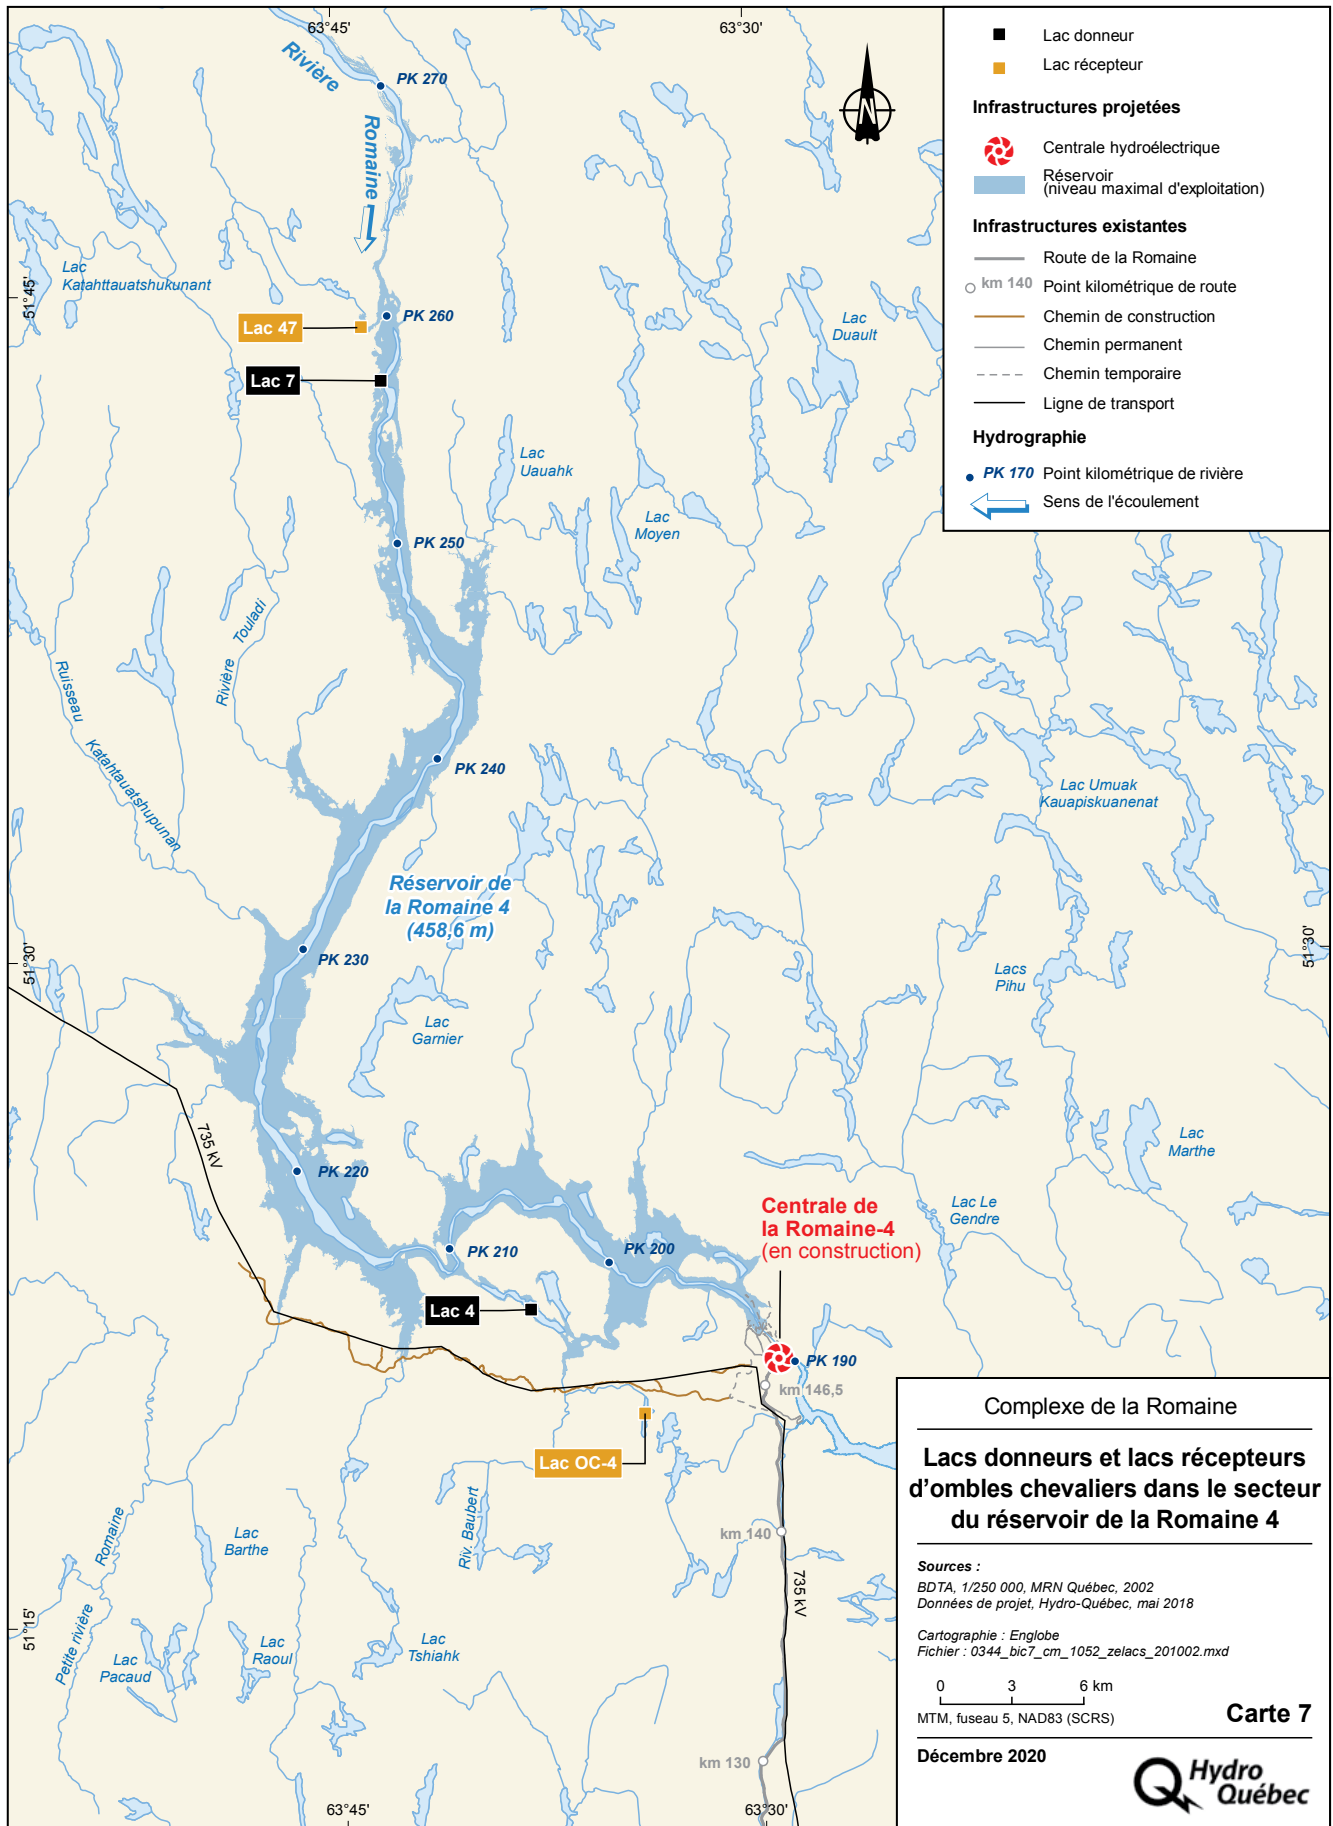 63°45'
63°30'
Rivière
Romaine
PK 270
Lac
Katahttauatshukunant
51°45'
Lac 47
PK 260
Lac 7
Lac
Duault
Lac
Uauahk
Lac
Moyen
PK 250
Rivière Touladi
Ruisseau Katahtauatshupunan
PK 240
Lac Umuak
Kauapiskuanenat
Réservoir de
la Romaine 4
(458,6 m)
PK 230
51°30'
51°30'
Lacs
Pihu
Lac
Garnier
735 kV
Lac
Marthe
PK 220
Lac Le
Gendre
Centrale de
la Romaine-4
(en construction)
PK 210
PK 200
Lac 4
PK 190
km 146,5
Lac OC-4
Riv. Baubert
km 140
735 kV
Petite rivière Romaine
Lac
Barthe
51°15'
Lac
Pacaud
Lac
Raoul
Lac
Tshiahk
km 130
63°45'
63°30'
N
Lac donneur
Lac récepteur
Infrastructures projetées
Centrale hydroélectrique
Réservoir
(niveau maximal d'exploitation)
Infrastructures existantes
Route de la Romaine
km 140 Point kilométrique de route
Chemin de construction
Chemin permanent
Chemin temporaire
Ligne de transport
Hydrographie
PK 170 Point kilométrique de rivière
Sens de l'écoulement
Complexe de la Romaine
Lacs donneurs et lacs récepteurs
d'ombles chevaliers dans le secteur
du réservoir de la Romaine 4
Sources :
BDTA, 1/250 000, MRN Québec, 2002
Données de projet, Hydro-Québec, mai 2018
Cartographie : Englobe
Fichier : 0344_bic7_cm_1052_zelacs_201002.mxd
0 3 6 km
MTM, fuseau 5, NAD83 (SCRS)
Carte 7
Décembre 2020
Hydro
Québec